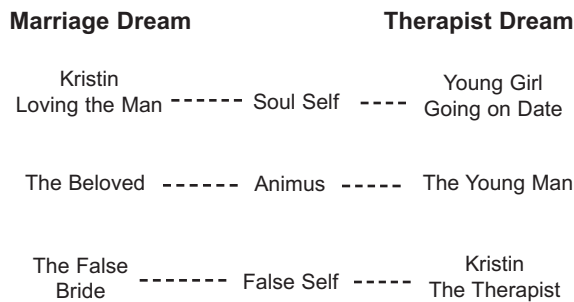 Marriage Dream Therapist Dream
Kristin
Loving the Man Soul Self Young Girl
Going on Date
The Beloved Animus The Young Man
The False
Bride False Self Kristin
The Therapist